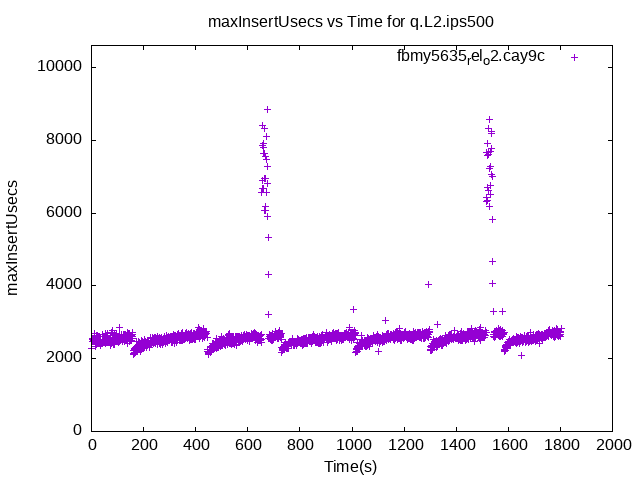 maxInsertUsecs vs Time for q.L2.ips500
fbmy5635relo2.cay9c
10000
8000
6000
4000
2000
0
maxInsertUsecs
0 200 400 600 800 1000 1200 1400 1600 1800 2000
Time(s)